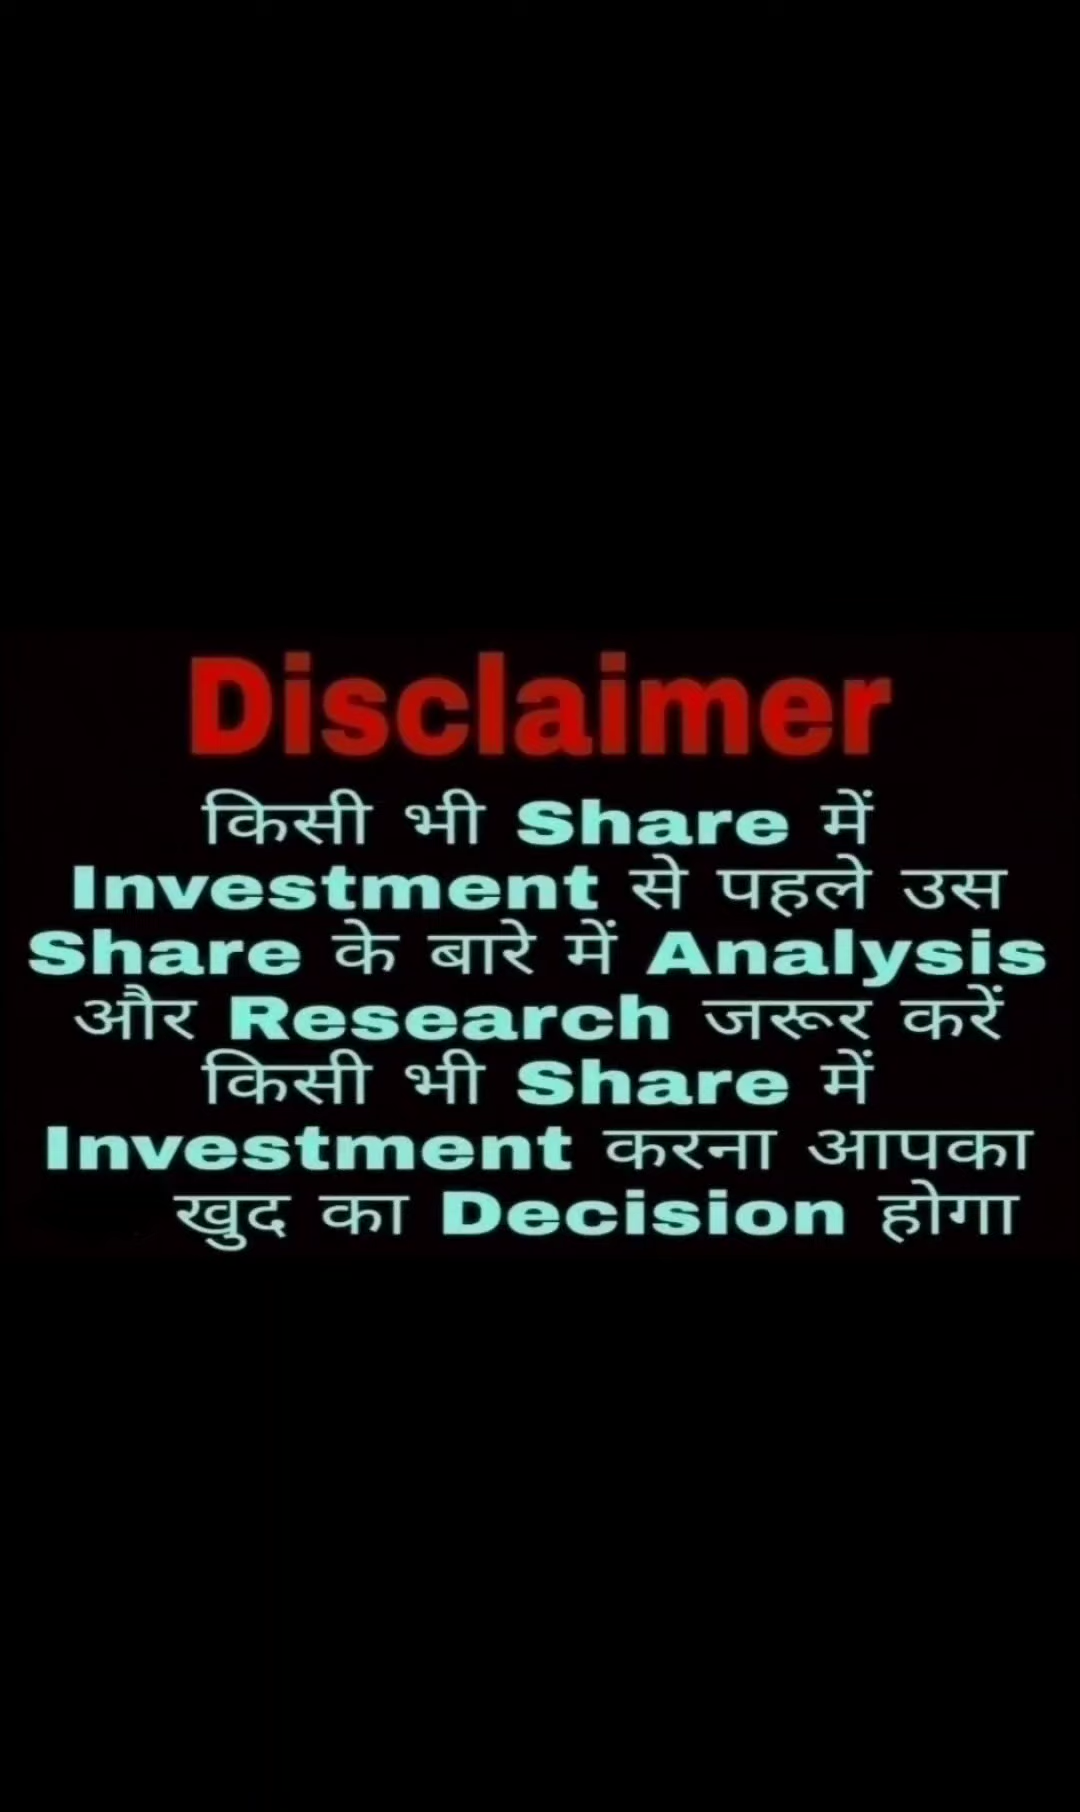 Disclaimer
किसी भी Share में
Investment से पहले उस
Share के बारे में Analysis
और Research जरूर करें
किसी भी Share में
Investment करना आपका
खुद का Decision होगा